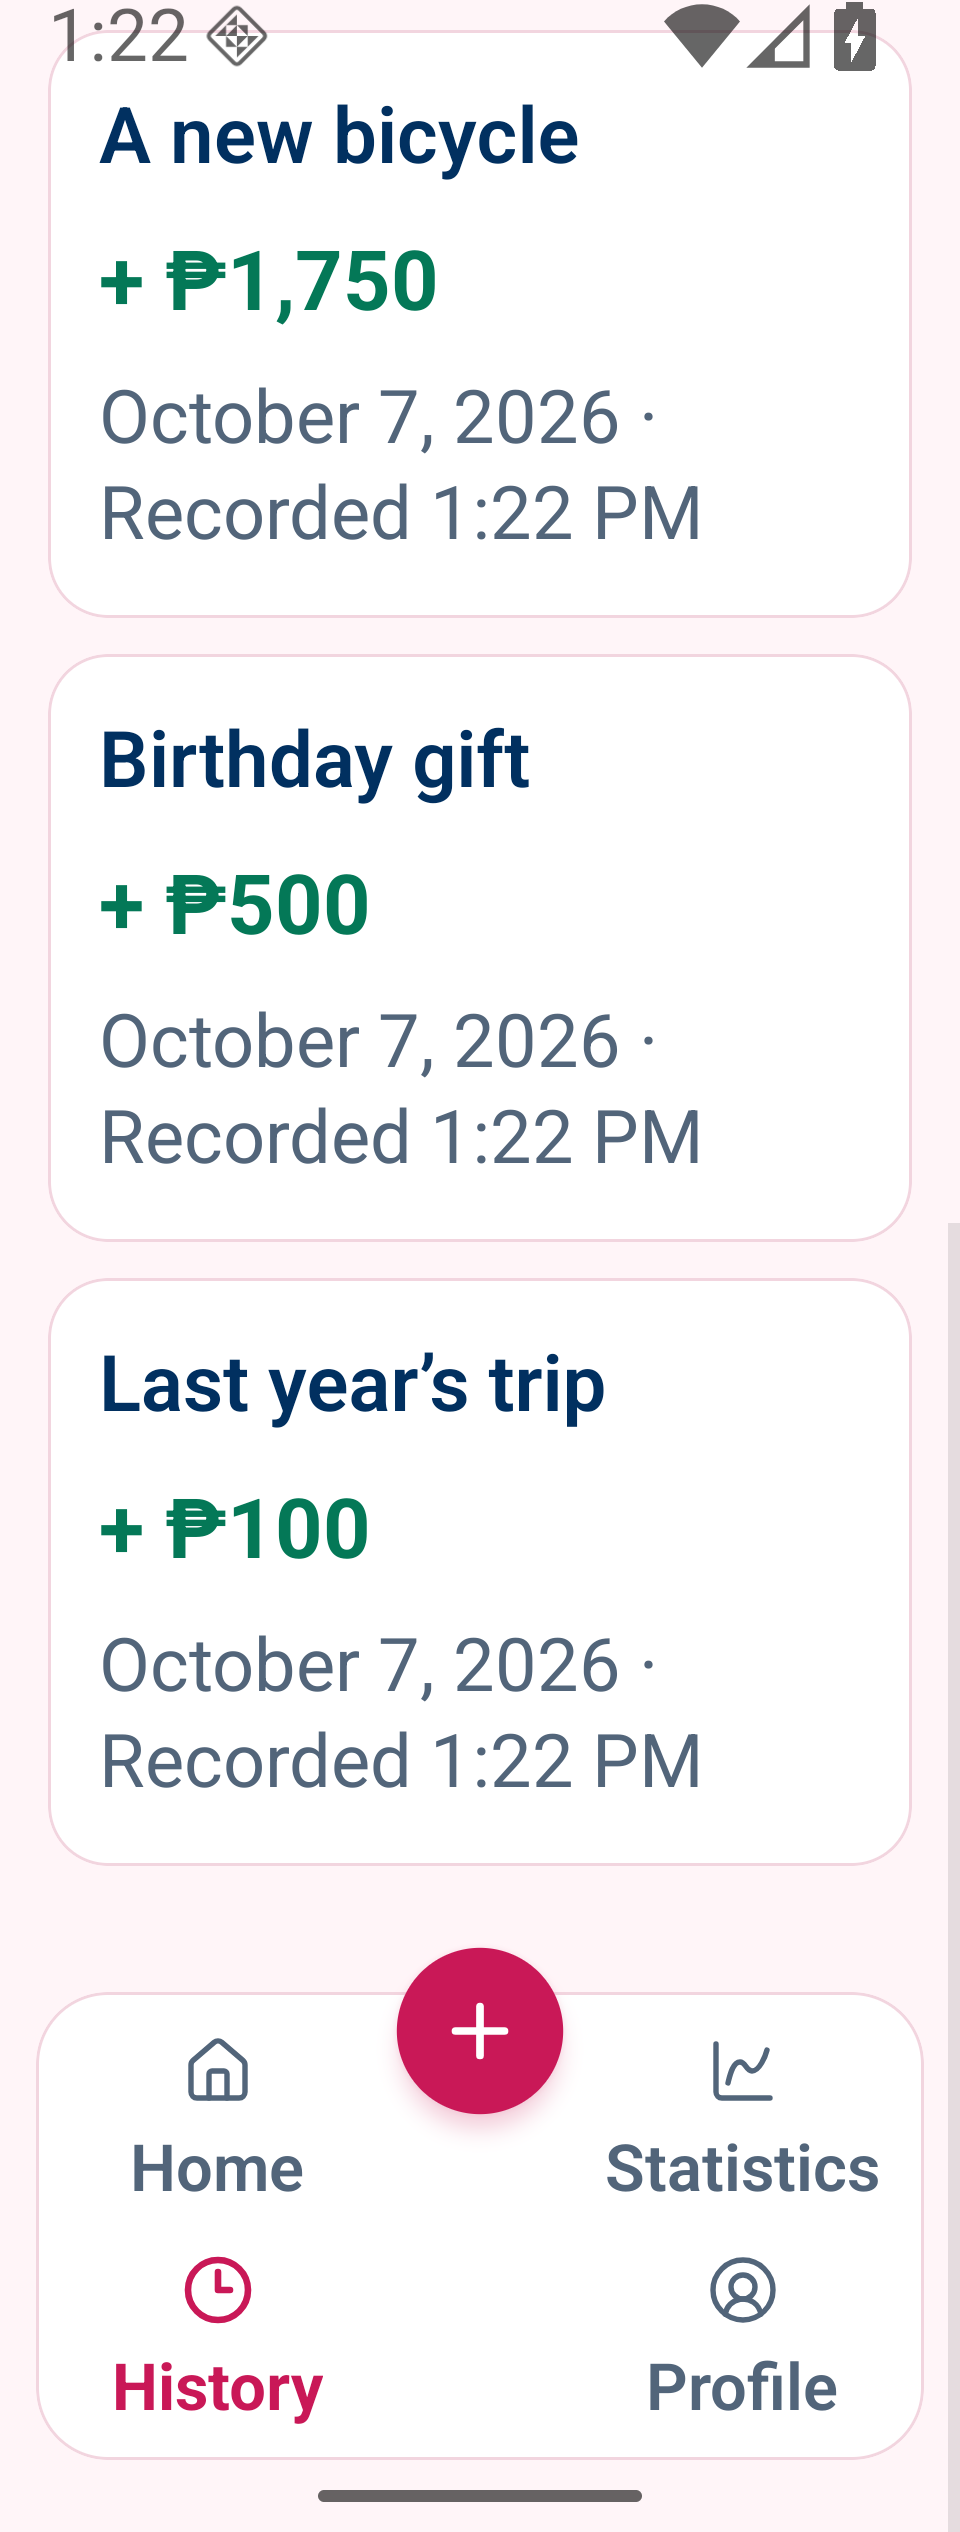 1:22
A new bicycle
+ ₱1,750
October 7, 2026 ·
Recorded 1:22 PM
Birthday gift
+ ₱500
October 7, 2026 ·
Recorded 1:22 PM
Last year’s trip
+ ₱100
October 7, 2026 ·
Recorded 1:22 PM
Home
Statistics
History
Profile